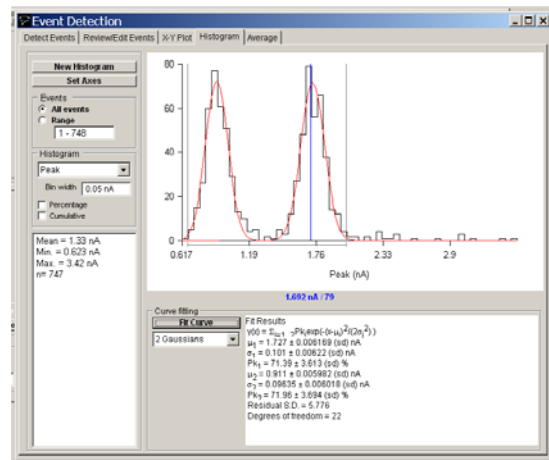 Event Detection
Detect Events Review/Edit Events X-Y Plot Histogram Average
New Histogram
Set Axes
Events
All events
Range
1 - 748
Histogram
Peak
Bin width 0.05 nA
Percentage
Cumulative
Mean = 1.33 nA
Min. = 0.623 nA
Max. = 3.42 nA
n= 747
80
60
40
20
0
0.617 1.19 1.76 2.33 2.9
Peak (nA)
1.692 nA / 79
Curve fitting
Fit Curve
2 Gaussians
Fit Results
y(x) = Σi=1..2Pkiexp(-(x-μi)²/(2σi²) )
μ1 = 1.727 ± 0.006169 (sd) nA
σ1 = 0.101 ± 0.00622 (sd) nA
Pk1 = 71.39 ± 3.613 (sd) %
μ2 = 0.911 ± 0.005982 (sd) nA
σ2 = 0.09635 ± 0.006018 (sd) nA
Pk2 = 71.96 ± 3.694 (sd) %
Residual S.D. = 5.776
Degrees of freedom = 22